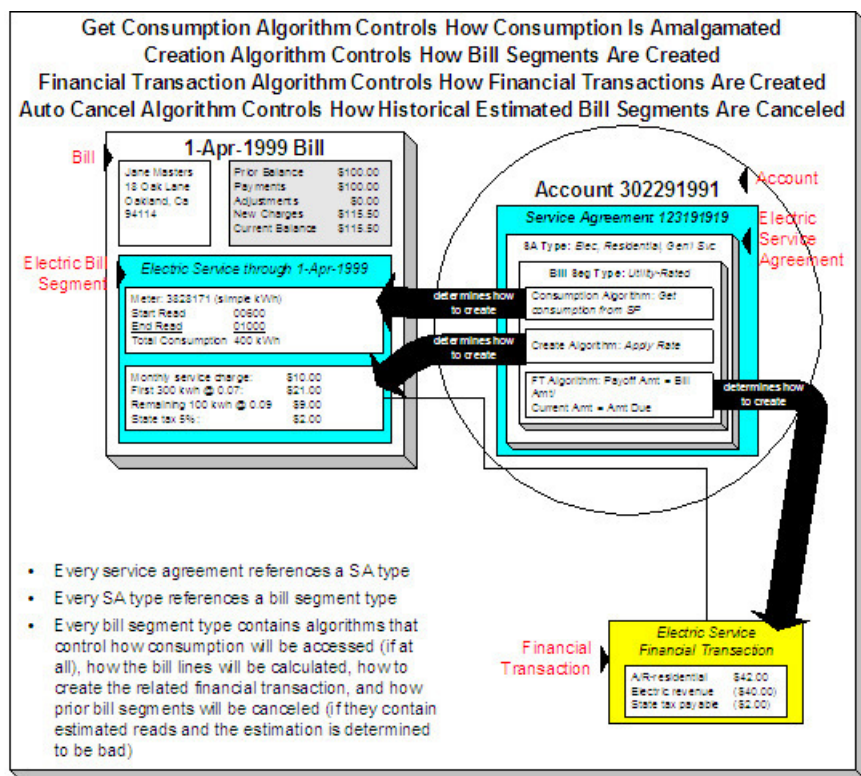 Get Consumption Algorithm Controls How Consumption Is Amalgamated
Creation Algorithm Controls How Bill Segments Are Created
Financial Transaction Algorithm Controls How Financial Transactions Are Created
Auto Cancel Algorithm Controls How Historical Estimated Bill Segments Are Canceled
Bill
1-Apr-1999 Bill
Jane Masters
18 Oak Lane
Oakland, Ca
94114
Prior Balance $100.00
Payments $100.00
Adjustments $0.00
New Charges $115.50
Current Balance $115.50
Electric Bill
Segment
Electric Service through 1-Apr-1999
Meter: 3828171 (simple kWh)
Start Read 00600
End Read 01000
Total Consumption 400 kWh
Monthly service charge: $10.00
First 300 kwh @ 0.07: $21.00
Remaining 100 kwh @ 0.09 $9.00
State tax 5%: $2.00
Account
Account 302291991
Service Agreement 123191919
Electric
Service
Agreement
SA Type: Elec, Residential, Gen'l Svc
Bill Seg Type: Utility-Rated
determines how
to create
Consumption Algorithm: Get
consumption from SP
determines how
to create
Create Algorithm: Apply Rate
FT Algorithm: Payoff Amt = Bill
Amt/
Current Amt = Amt Due
determines how
to create
• Every service agreement references a SA type
• Every SA type references a bill segment type
• Every bill segment type contains algorithms that
control how consumption will be accessed (if at
all), how the bill lines will be calculated, how to
create the related financial transaction, and how
prior bill segments will be canceled (if they contain
estimated reads and the estimation is determined
to be bad)
Financial
Transaction
Electric Service
Financial Transaction
A/R-residential $42.00
Electric revenue ($40.00)
State tax payable ($2.00)